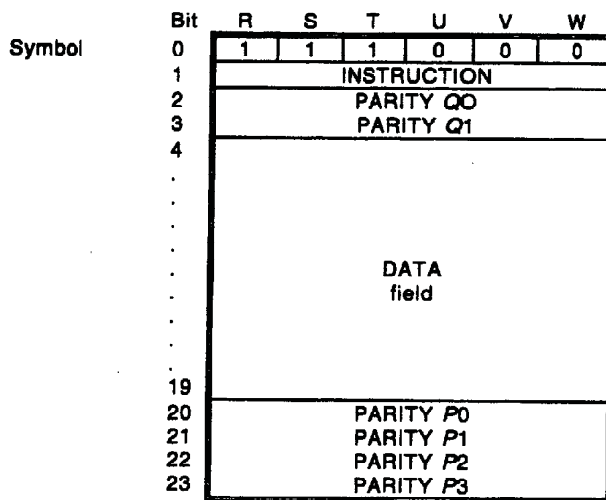 Bit R S T U V W
Symbol 0 1 1 1 0 0 0
1 INSTRUCTION
2 PARITY Q0
3 PARITY Q1
4
.
.
.
.
DATA
.
field
.
.
.
.
19
20 PARITY P0
21 PARITY P1
22 PARITY P2
23 PARITY P3